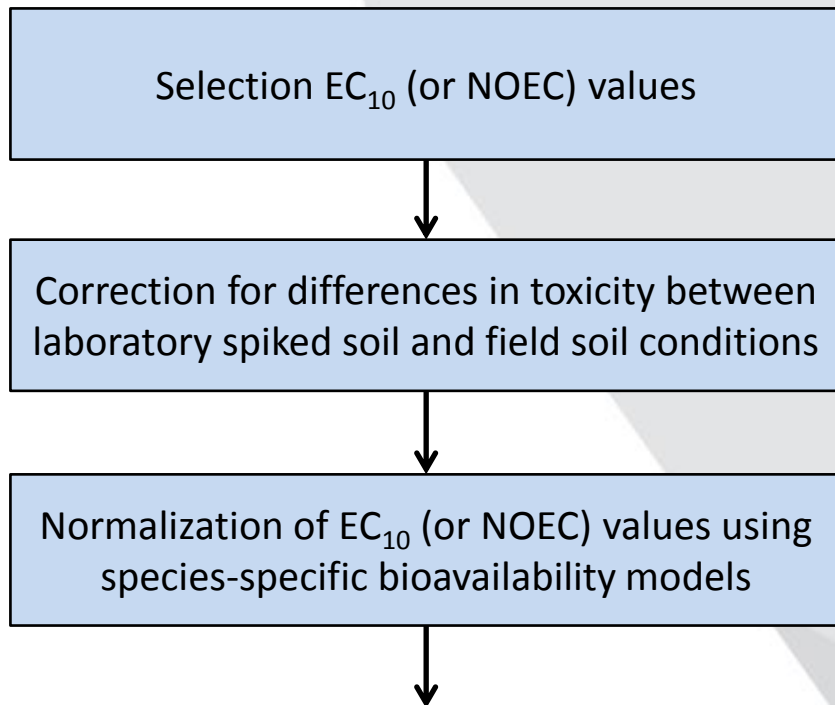 Selection EC₁₀ (or NOEC) values
Correction for differences in toxicity between
laboratory spiked soil and field soil conditions
Normalization of EC₁₀ (or NOEC) values using
species-specific bioavailability models